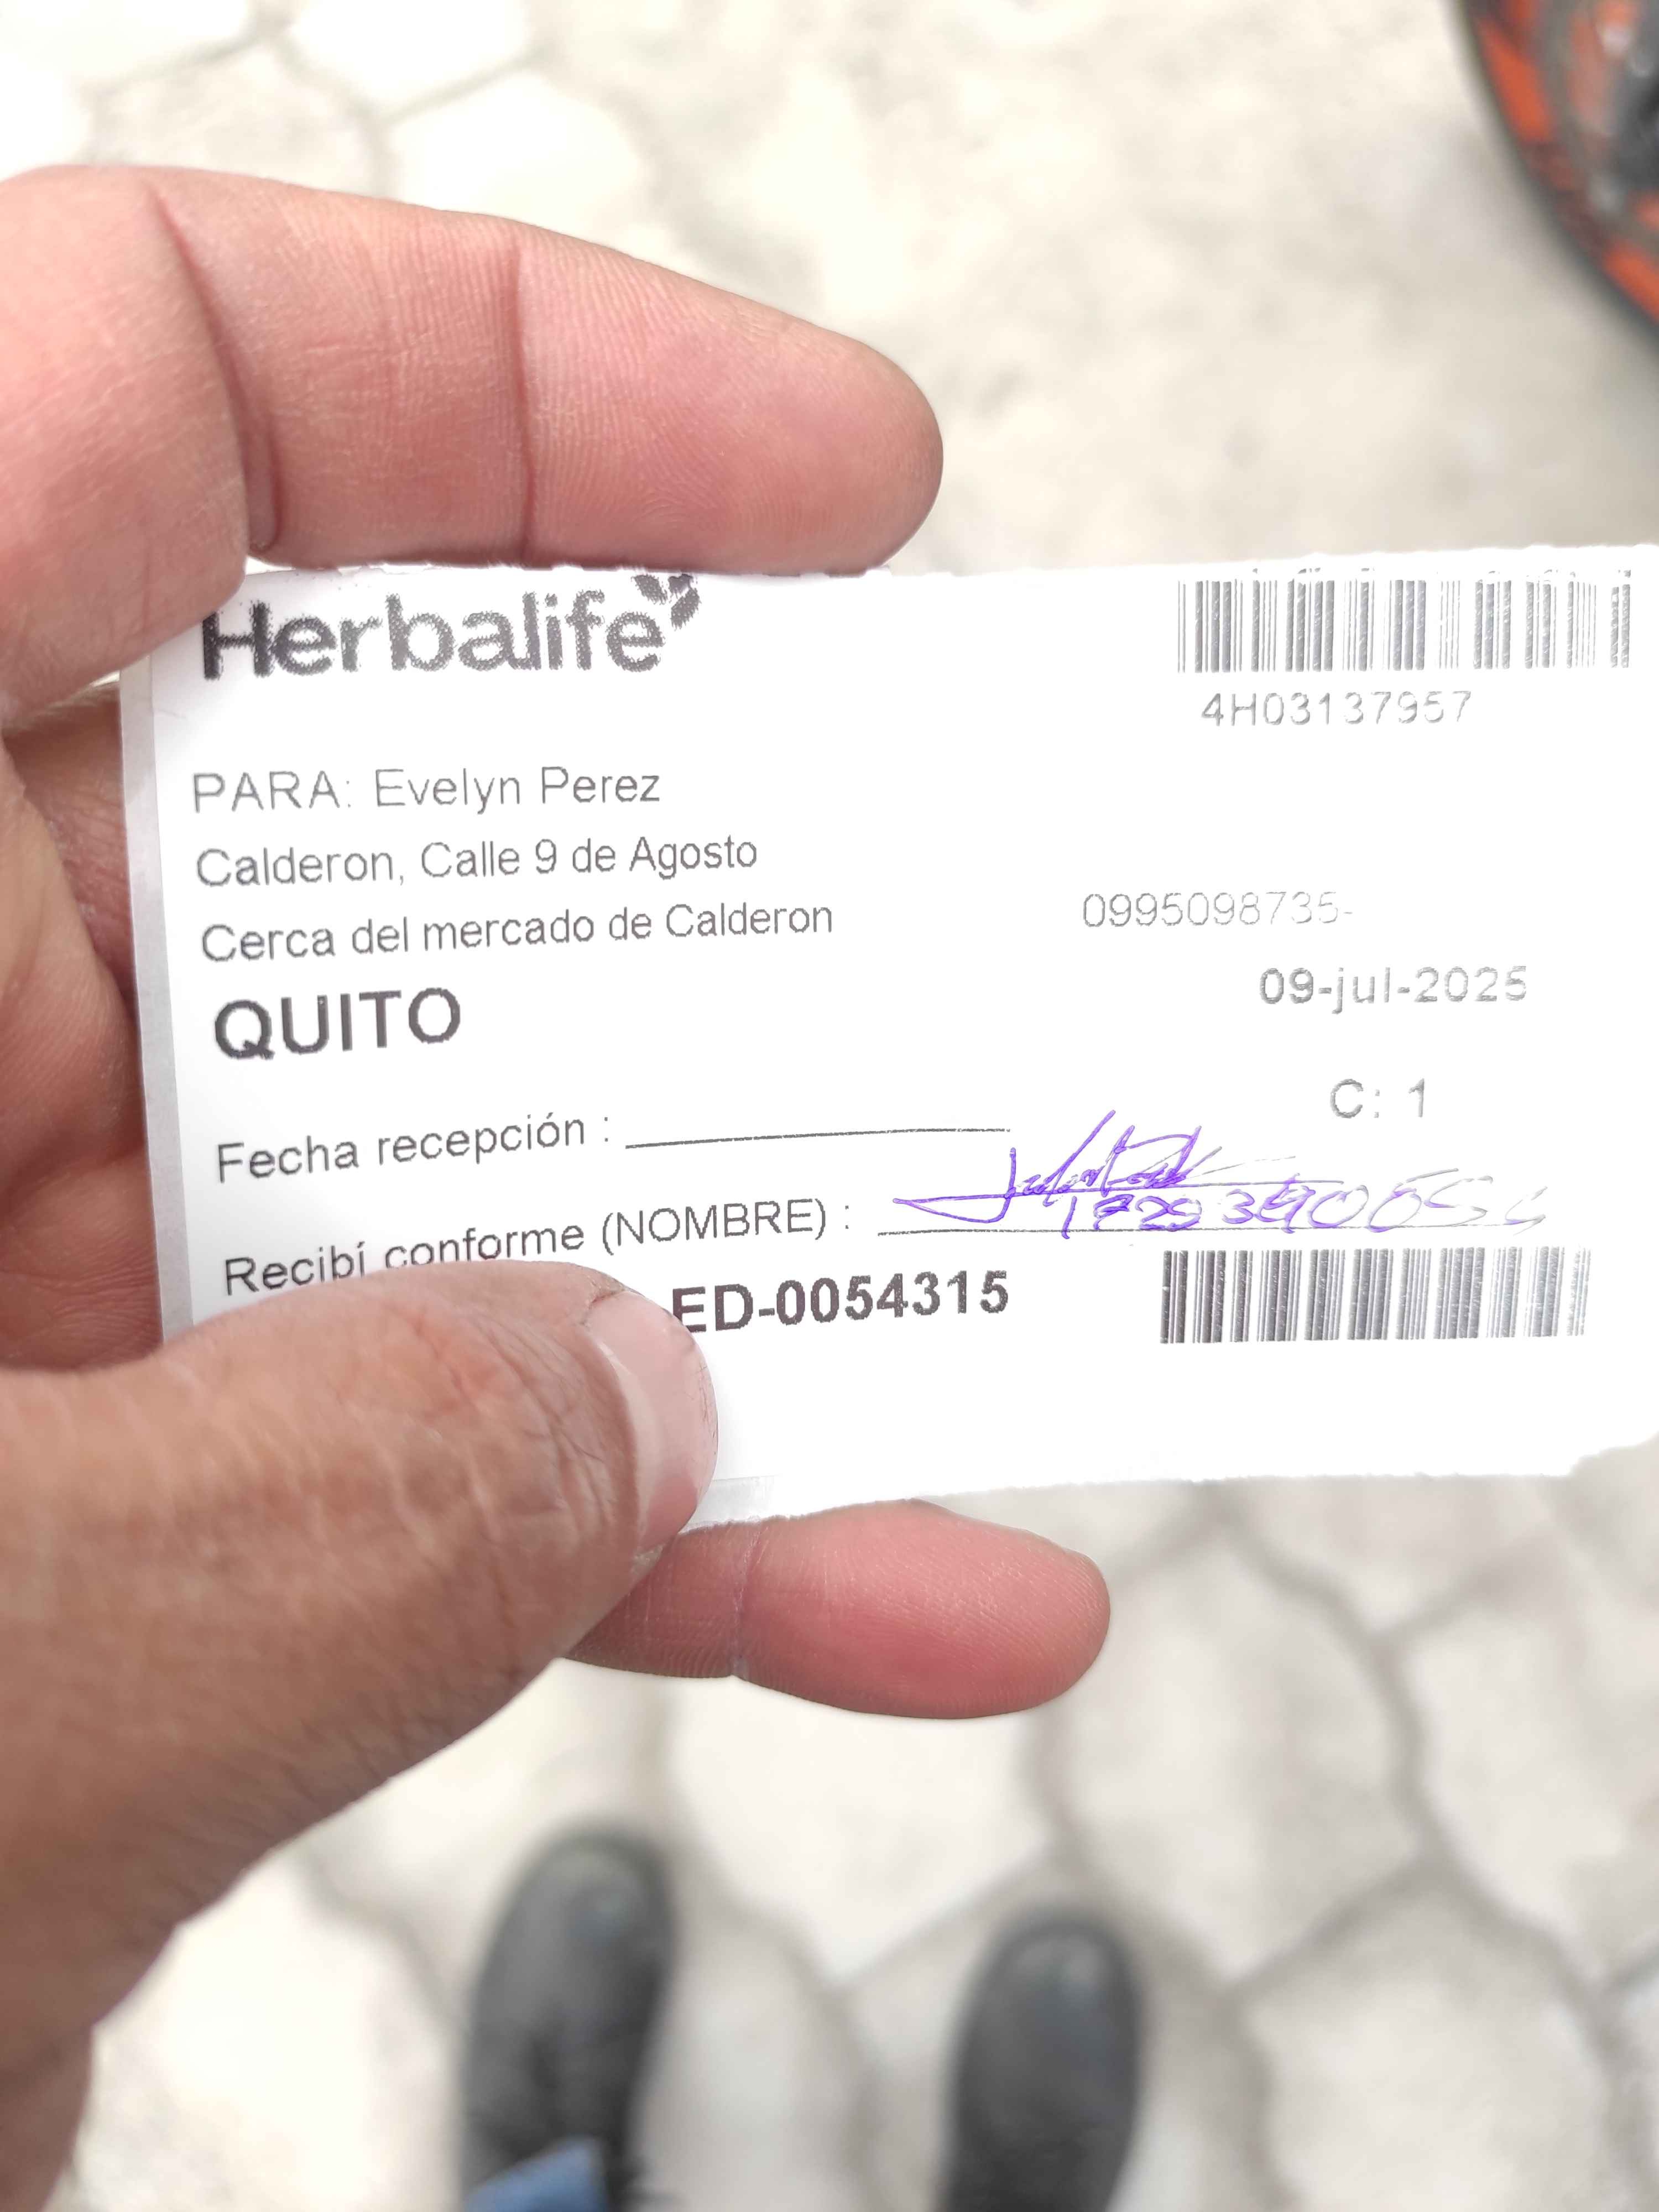 Herbalife
4H03137957
PARA: Evelyn Perez
Calderon, Calle 9 de Agosto
Cerca del mercado de Calderon
0995098735-
QUITO
09-jul-2025
C: 1
Fecha recepción :
Recibí conforme (NOMBRE) :
ED-0054315